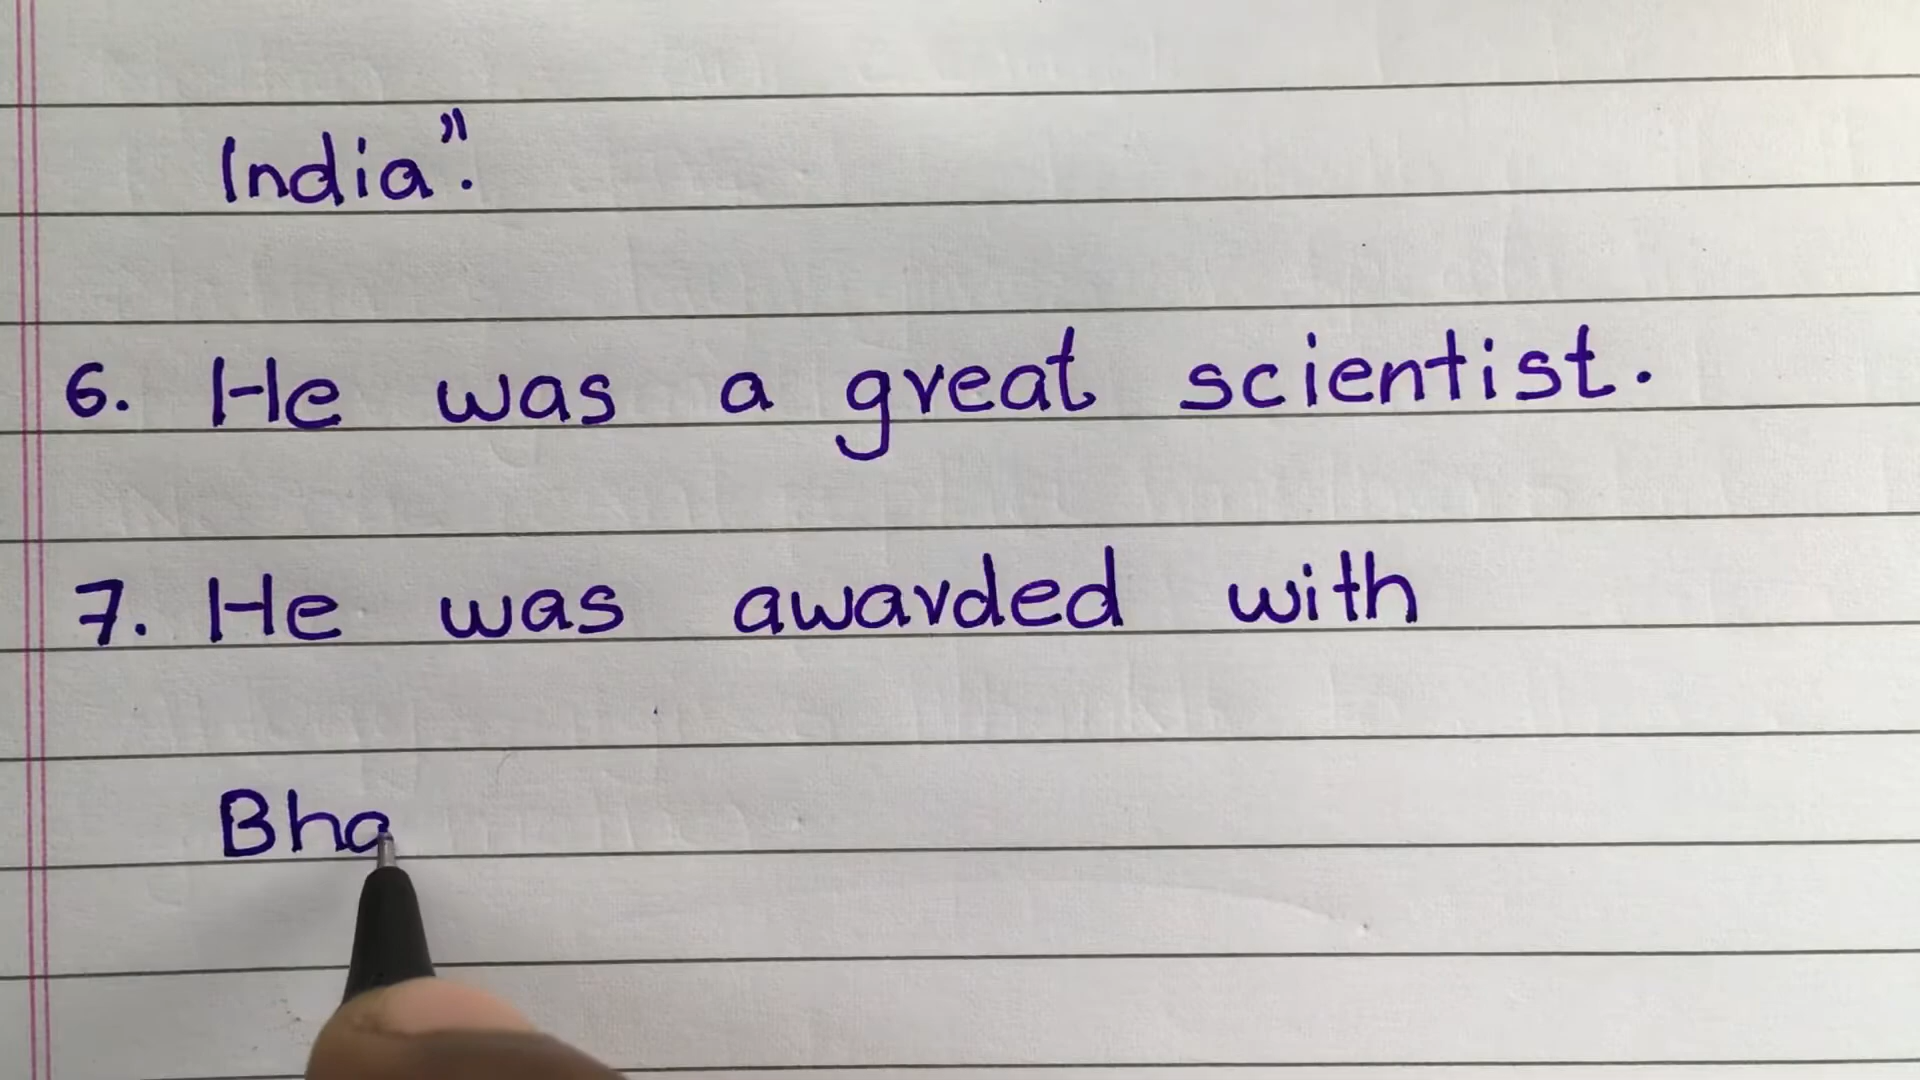 India".
6. He was a great scientist.
7. He was awarded with
Bha